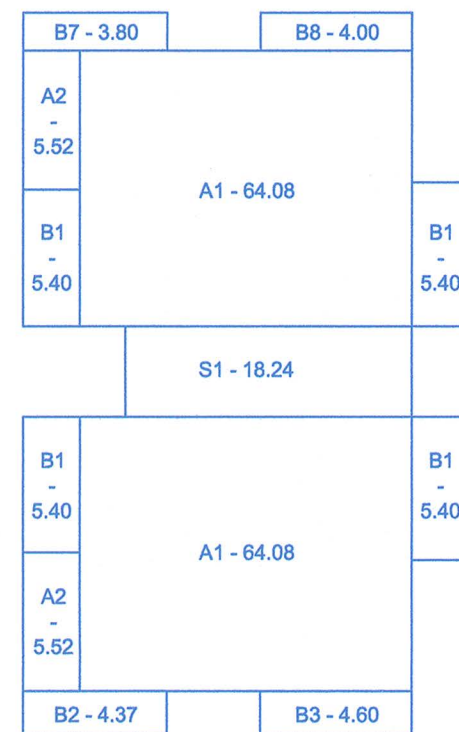 B7 - 3.80
B8 - 4.00
A2
-
5.52
A1 - 64.08
B1
-
5.40
B1
-
5.40
S1 - 18.24
B1
-
5.40
B1
-
5.40
A1 - 64.08
A2
-
5.52
B2 - 4.37
B3 - 4.60